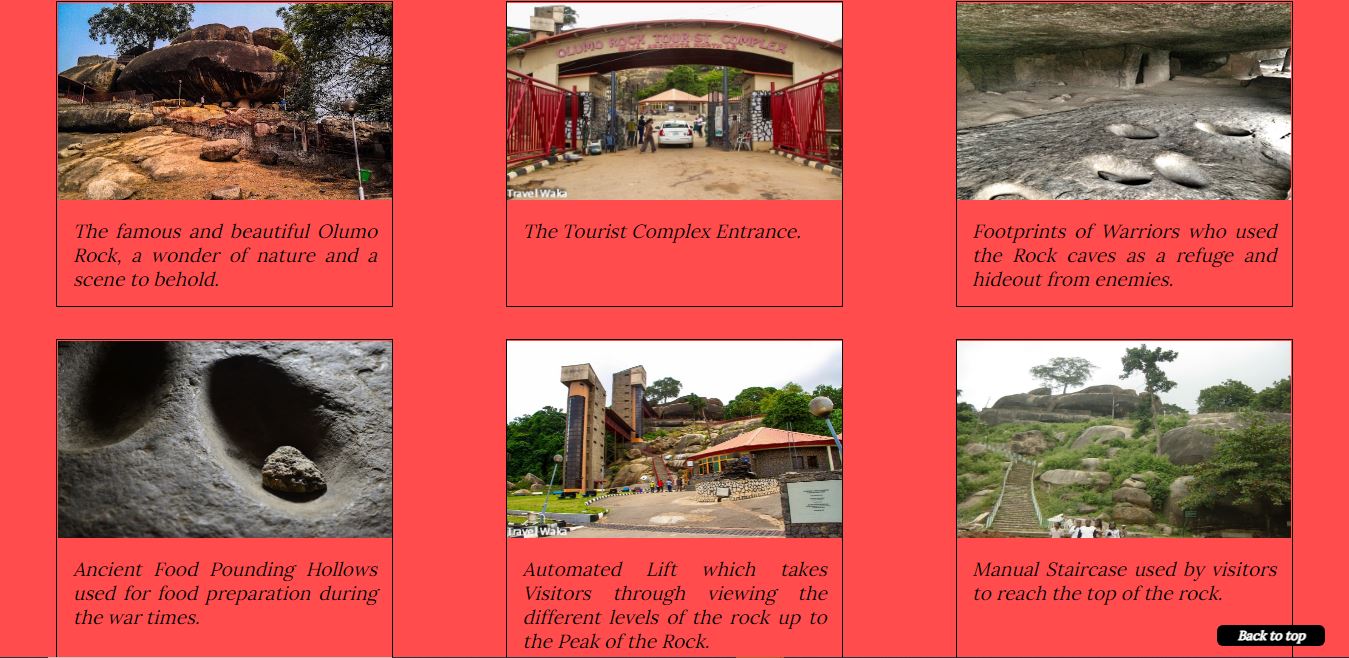 OLUMO ROCK TOURIST COMPLEX
Travel Waka
The famous and beautiful Olumo
Rock, a wonder of nature and a
scene to behold.
The Tourist Complex Entrance.
Footprints of Warriors who used
the Rock caves as a refuge and
hideout from enemies.
Travel Waka
Ancient Food Pounding Hollows
used for food preparation during
the war times.
Automated Lift which takes
Visitors through viewing the
different levels of the rock up to
the Peak of the Rock.
Manual Staircase used by visitors
to reach the top of the rock.
Back to top